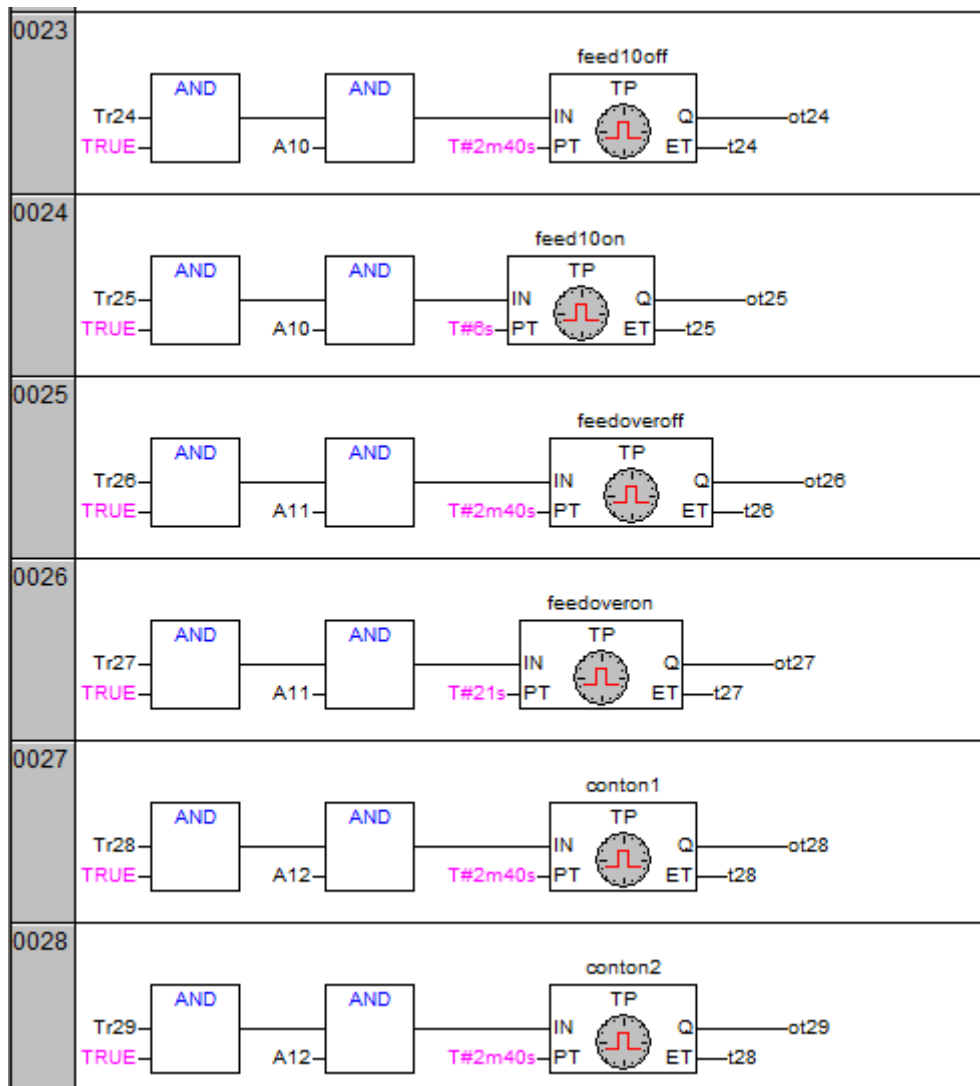 0023
feed10off
AND AND TP
Tr24 IN Q ot24
TRUE A10 T#2m40s PT ET t24
0024
feed10on
AND AND TP
Tr25 IN Q ot25
TRUE A10 T#6s PT ET t25
0025
feedoveroff
AND AND TP
Tr26 IN Q ot26
TRUE A11 T#2m40s PT ET t26
0026
feedoveron
AND AND TP
Tr27 IN Q ot27
TRUE A11 T#21s PT ET t27
0027
conton1
AND AND TP
Tr28 IN Q ot28
TRUE A12 T#2m40s PT ET t28
0028
conton2
AND AND TP
Tr29 IN Q ot29
TRUE A12 T#2m40s PT ET t28